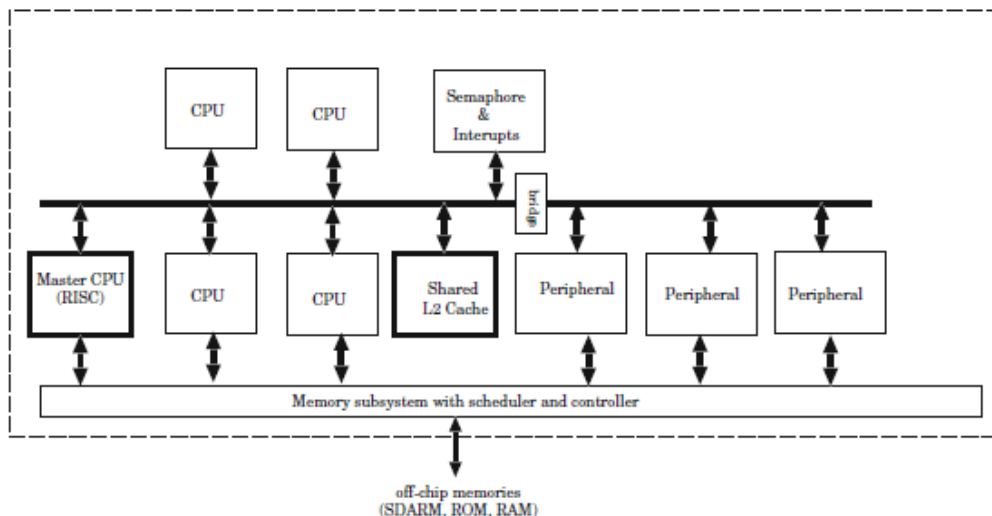 CPU
CPU
Semaphore
&
Interupts
bridge
Master CPU
(RISC)
CPU
CPU
Shared
L2 Cache
Peripheral
Peripheral
Peripheral
Memory subsystem with scheduler and controller
off-chip memories
(SDARM, ROM, RAM)